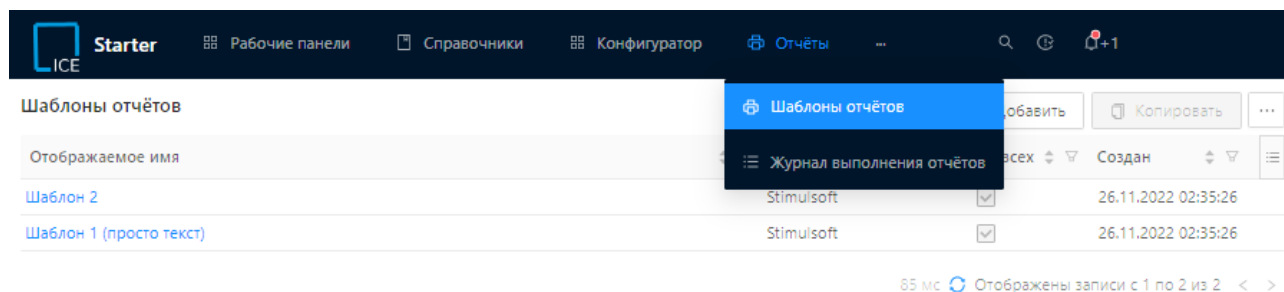 ICE Starter Рабочие панели Справочники Конфигуратор Отчёты ... +1
Шаблоны отчётов Шаблоны отчётов Копировать ...
Отображаемое имя Журнал выполнения отчётов Создан
Шаблон 2 Stimulsoft 26.11.2022 02:35:26
Шаблон 1 (просто текст) Stimulsoft 26.11.2022 02:35:26
85 мс Отображены записи с 1 по 2 из 2 < >